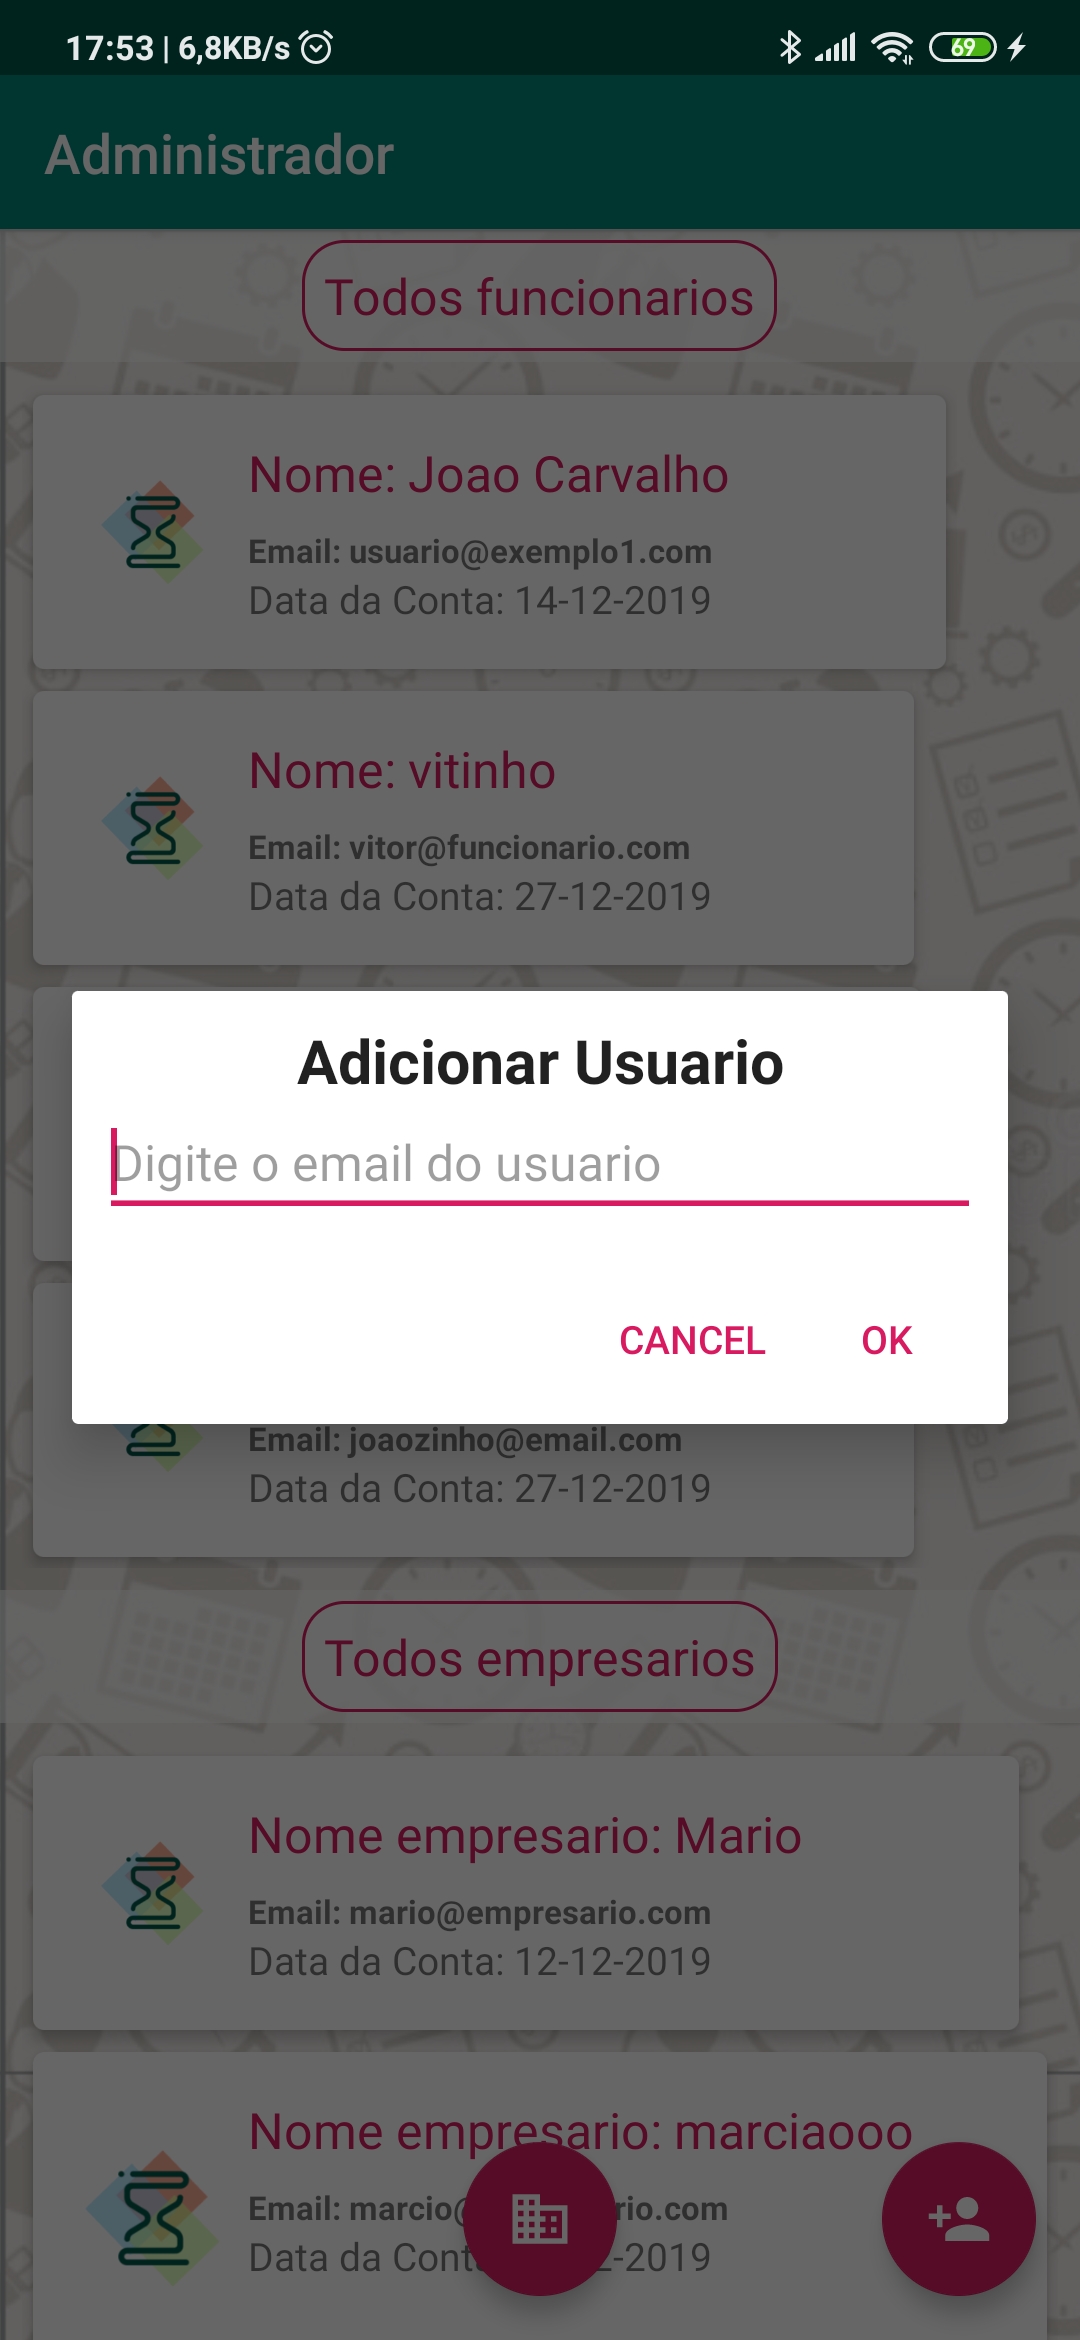 17:53 | 6,8KB/s
69
Administrador
Todos funcionarios
Nome: Joao Carvalho
Email: usuario@exemplo1.com
Data da Conta: 14-12-2019
Nome: vitinho
Email: vitor@funcionario.com
Data da Conta: 27-12-2019
Adicionar Usuario
Digite o email do usuario
CANCEL OK
Email: joaozinho@email.com
Data da Conta: 27-12-2019
Todos empresarios
Nome empresario: Mario
Email: mario@empresario.com
Data da Conta: 12-12-2019
Nome empresario: marciaooo
Email: marcio rio.com
Data da -2019